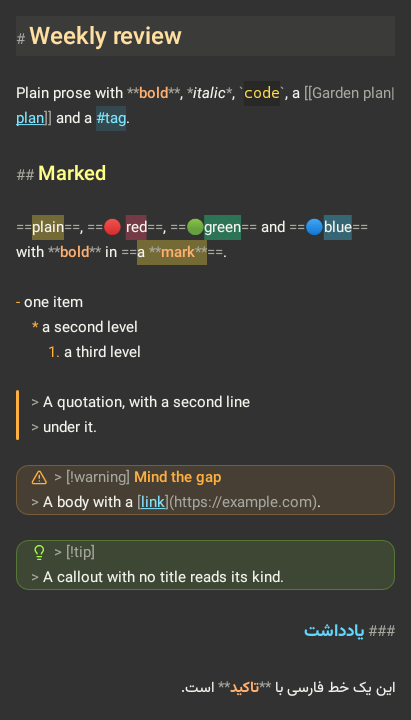 # Weekly review
Plain prose with **bold**, *italic*, `code`, a [[Garden plan|
plan]] and a #tag.
## Marked
==plain==, ==🔴 red==, ==🟢green== and ==🔵blue==
with **bold** in ==a **mark**==.
- one item
* a second level
1. a third level
> A quotation, with a second line
> under it.
> [!warning] Mind the gap
> A body with a [link](https://example.com).
> [!tip]
> A callout with no title reads its kind.
### یادداشت
این یک خط فارسی با **تاکید** است.